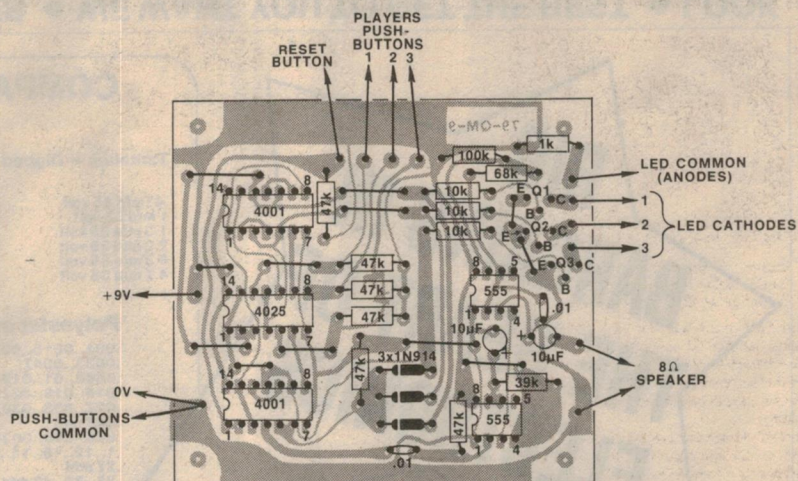 PLAYERS
PUSH-
BUTTONS
1 2 3
RESET
BUTTON
79-QM-9
1k
100k
68k
LED COMMON
(ANODES)
14 8
4001
1 7
47k
10k
10k
10k
E Q1 C
B
E Q2 C
B
E Q3 C
B
1
2
3
LED CATHODES
+9V
14 8
4025
1 7
47k
47k
47k
8 5
555
1 4
.01
10µF
+
+
10µF
8Ω
SPEAKER
14 8
4001
1 7
47k
3x1N914
39k
8 5
555
1 4
47k
.01
0V
PUSH-BUTTONS
COMMON